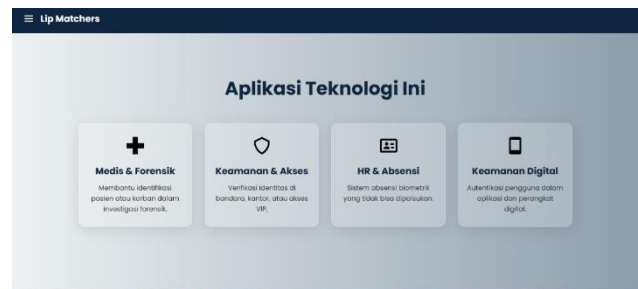 Lip Matchers
Aplikasi Teknologi Ini
Medis & Forensik
Membantu identifikasi
pasien atau korban dalam
investigasi forensik.
Keamanan & Akses
Verifikasi identitas di
bandara, kantor, atau akses
VIP.
HR & Absensi
Sistem absensi biometrik
yang tidak bisa dipalsukan.
Keamanan Digital
Autentikasi pengguna dalam
aplikasi dan perangkat
digital.